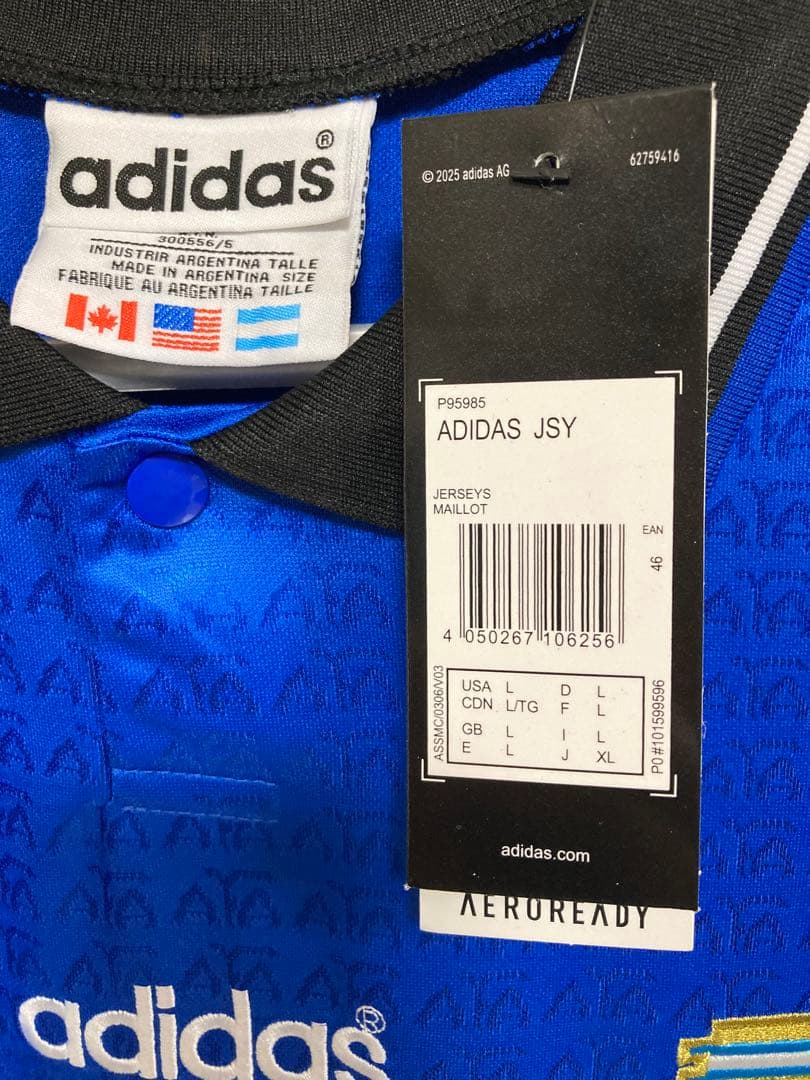 adidas®
300556/5
INDUSTRIR ARGENTINA TALLE
MADE IN ARGENTINA SIZE
FABRIQUE AU ARGENTINA TAILLE
© 2025 adidas AG
62759416
P95985
ADIDAS JSY
JERSEYS
MAILLOT
EAN
46
4 050267 106256
ASSMC/0306/V03
USA L D L
CDN L/TG F L
GB L I L
E L J XL
PO #101599596
adidas.com
AEROREADY
adidas®